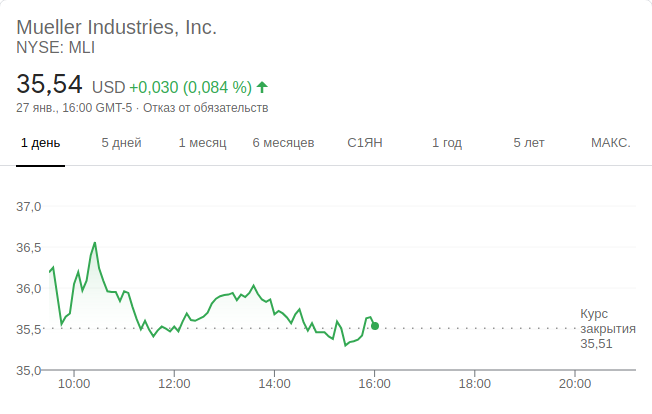 Mueller Industries, Inc.
NYSE: MLI
35,54 USD +0,030 (0,084 %)
27 янв., 16:00 GMT-5 · Отказ от обязательств
1 день 5 дней 1 месяц 6 месяцев С1ЯН 1 год 5 лет МАКС.
37,0
36,5
36,0
35,5
35,0
Курс
закрытия
35,51
10:00 12:00 14:00 16:00 18:00 20:00